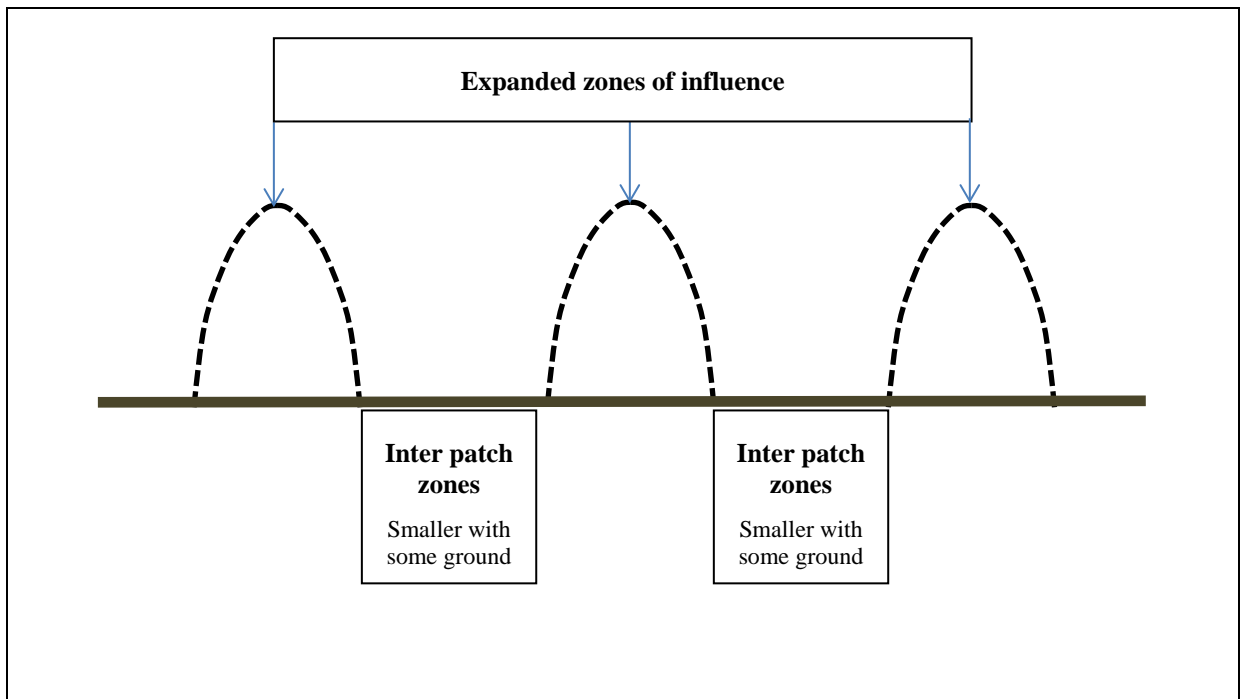 Expanded zones of influence
Inter patch
zones
Smaller with
some ground
Inter patch
zones
Smaller with
some ground